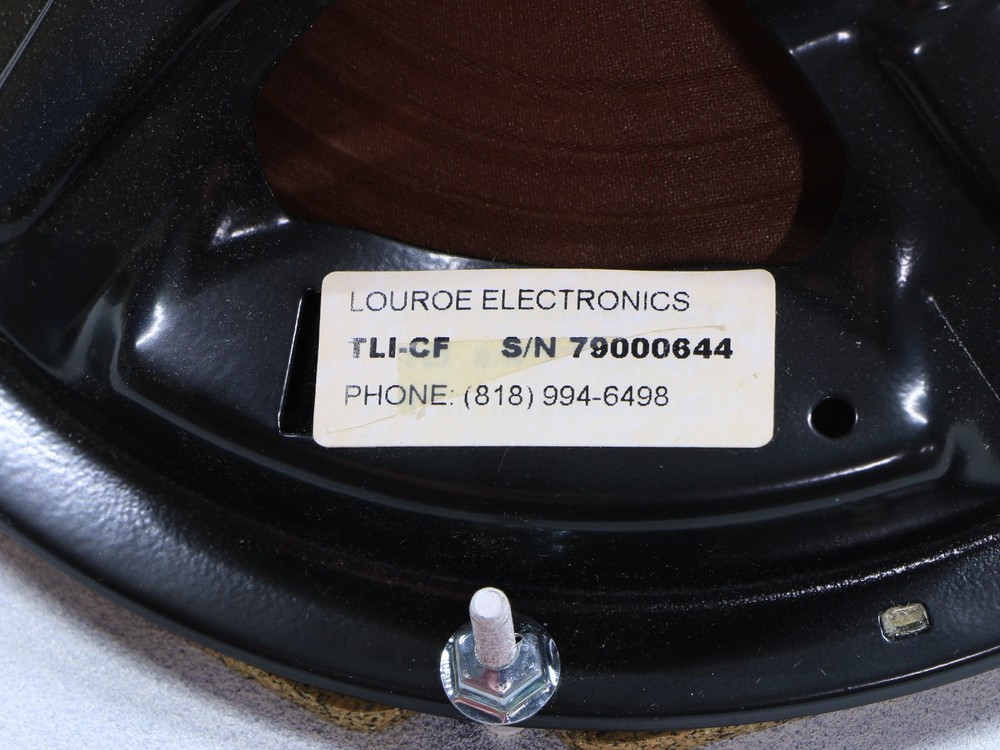 LOUROE ELECTRONICS
TLI-CF S/N 79000644
PHONE: (818) 994-6498